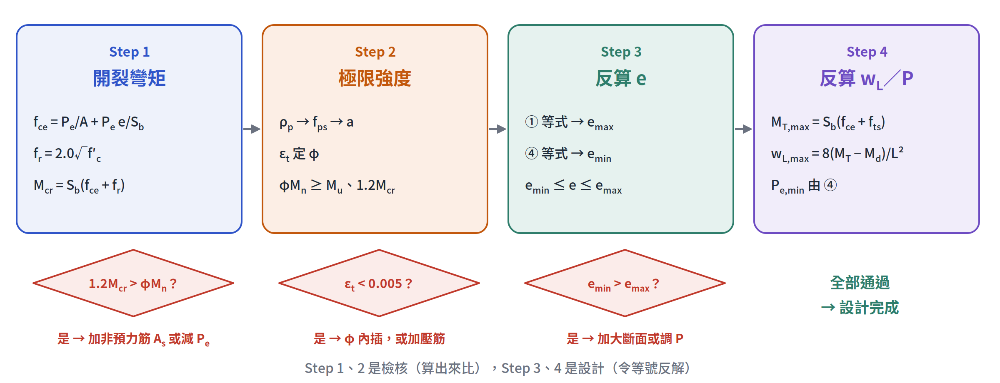 Step 1
開裂彎矩
f_ce = P_e/A + P_e e/S_b
f_r = 2.0√f′_c
M_cr = S_b(f_ce + f_r)
Step 2
極限強度
ρ_p → f_ps → a
ε_t 定 ϕ
ϕM_n ≥ M_u、1.2M_cr
Step 3
反算 e
① 等式 → e_max
④ 等式 → e_min
e_min ≤ e ≤ e_max
Step 4
反算 w_L／P
M_T,max = S_b(f_ce + f_ts)
w_L,max = 8(M_T − M_d)/L²
P_e,min 由 ④
1.2M_cr > ϕM_n？
是 → 加非預力筋 A_s 或減 P_e
ε_t < 0.005？
是 → ϕ 內插，或加壓筋
e_min > e_max？
是 → 加大斷面或調 P
全部通過
→ 設計完成
Step 1、2 是檢核（算出來比），Step 3、4 是設計（令等號反解）